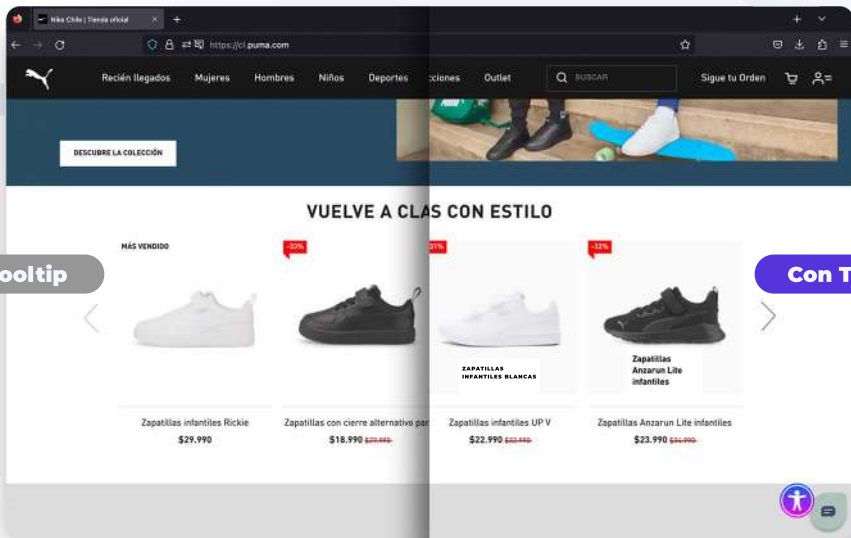 Nike Chile | Tienda oficial
https://cl.puma.com
Recién llegados Mujeres Hombres Niños Deportes cciones Outlet BUSCAR Sigue tu Orden
DESCUBRE LA COLECCIÓN
VUELVE A CLAS CON ESTILO
ooltip
Con T
MÁS VENDIDO
-33%
31%
-32%
ZAPATILLAS
INFANTILES BLANCAS
Zapatillas
Anzarun Lite
infantiles
Zapatillas infantiles Rickie
$29.990
Zapatillas con cierre alternativo par
$18.990
Zapatillas infantiles UP V
$22.990
Zapatillas Anzarun Lite infantiles
$23.990